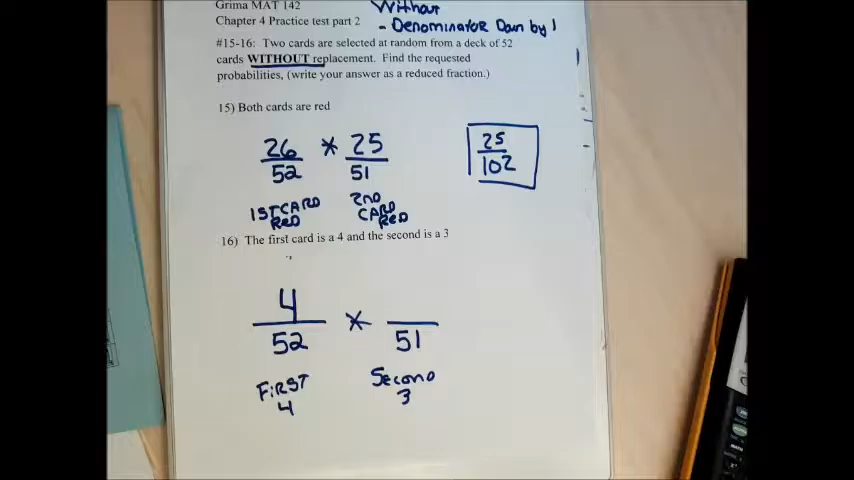 Grima MAT 142
Without
Chapter 4 Practice test part 2
- Denominator Down by 1
#15-16: Two cards are selected at random from a deck of 52
cards WITHOUT replacement. Find the requested
probabilities, (write your answer as a reduced fraction.)
15) Both cards are red
26/52 * 25/51
25/102
1ST CARD RED
2ND CARD RED
16) The first card is a 4 and the second is a 3
4/52 * /51
FIRST 4
Second 3